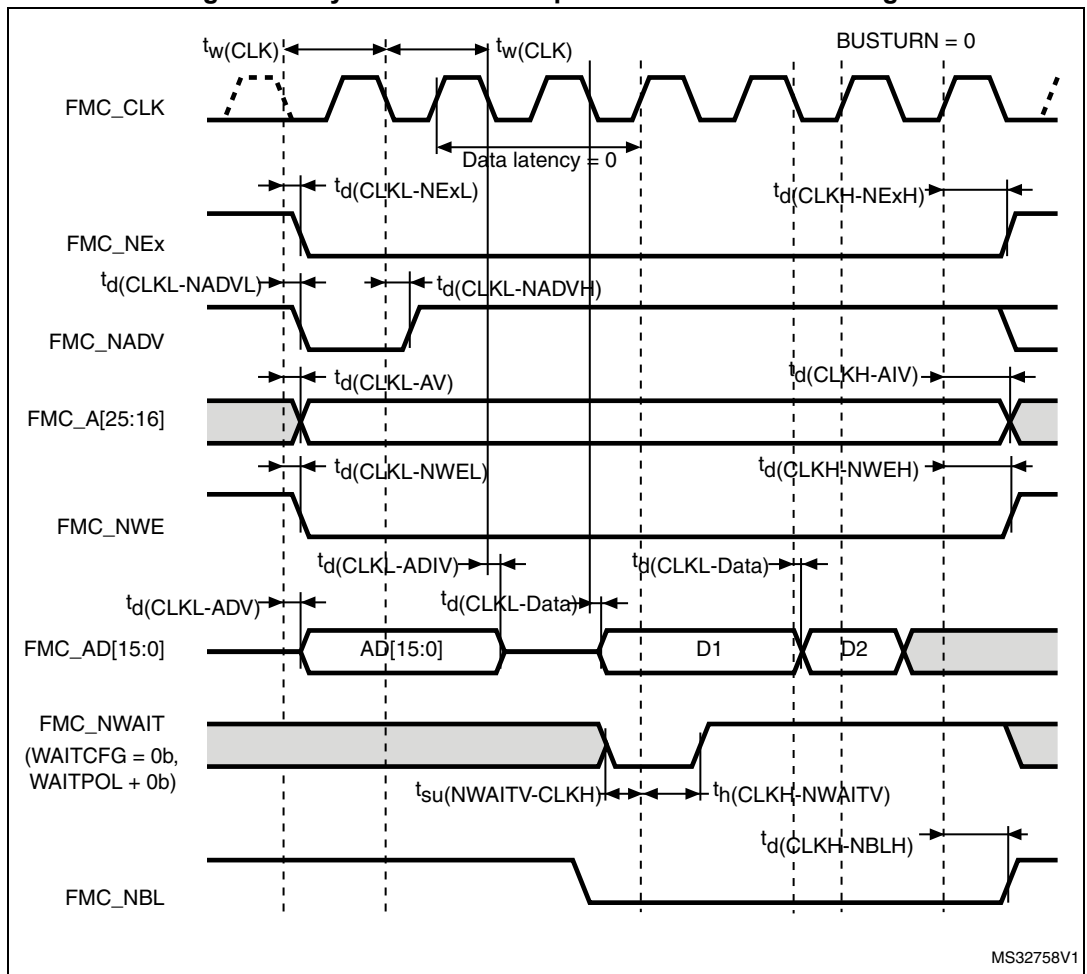 BUSTURN = 0
tw(CLK)
tw(CLK)
FMC_CLK
Data latency = 0
td(CLKL-NExL)
td(CLKH-NExH)
FMC_NEx
td(CLKL-NADVL)
td(CLKL-NADVH)
FMC_NADV
td(CLKL-AV)
td(CLKH-AIV)
FMC_A[25:16]
td(CLKL-NWEL)
td(CLKH-NWEH)
FMC_NWE
td(CLKL-ADIV)
td(CLKL-Data)
td(CLKL-ADV)
td(CLKL-Data)
FMC_AD[15:0]
AD[15:0]
D1
D2
FMC_NWAIT
(WAITCFG = 0b,
WAITPOL + 0b)
tsu(NWAITV-CLKH)
th(CLKH-NWAITV)
td(CLKH-NBLH)
FMC_NBL
MS32758V1